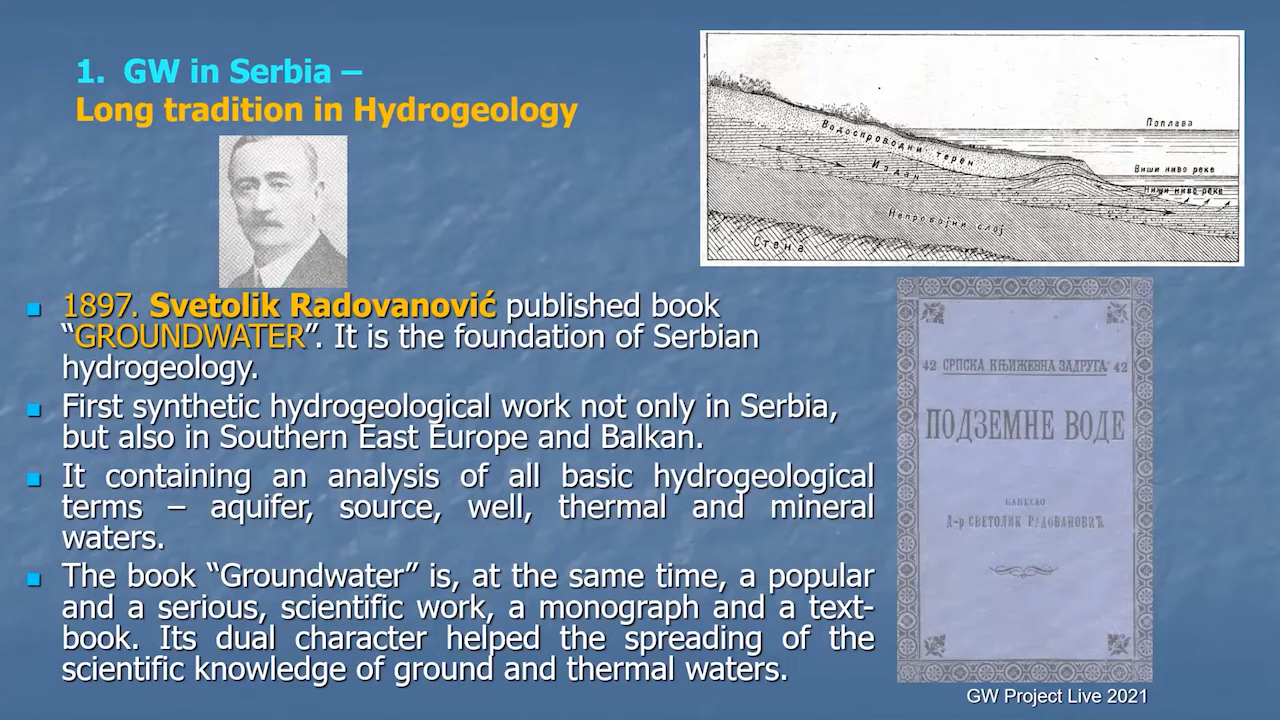 1. GW in Serbia –
Long tradition in Hydrogeology
Поплава
Водоспроводни терен
Виши ниво реке
Издан
Нижи ниво реке
Непровојни слој
Стена
1897. Svetolik Radovanović published book
“GROUNDWATER”. It is the foundation of Serbian
hydrogeology.
First synthetic hydrogeological work not only in Serbia,
but also in Southern East Europe and Balkan.
It containing an analysis of all basic hydrogeological
terms – aquifer, source, well, thermal and mineral
waters.
The book “Groundwater” is, at the same time, a popular
and a serious, scientific work, a monograph and a text-
book. Its dual character helped the spreading of the
scientific knowledge of ground and thermal waters.
42 СРПСКА КЊИЖЕВНА ЗАДРУГА 42
ПОДЗЕМНЕ ВОДЕ
НАПИСАО
Д-р СВЕТОЛИК РАДОВАНОВИЋ
GW Project Live 2021